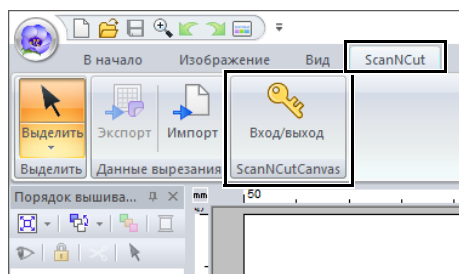 В начало Изображение Вид ScanNCut
Выделить Экспорт Импорт Вход/выход
Выделить Данные вырезания ScanNCutCanvas
Порядок вышива... mm 50